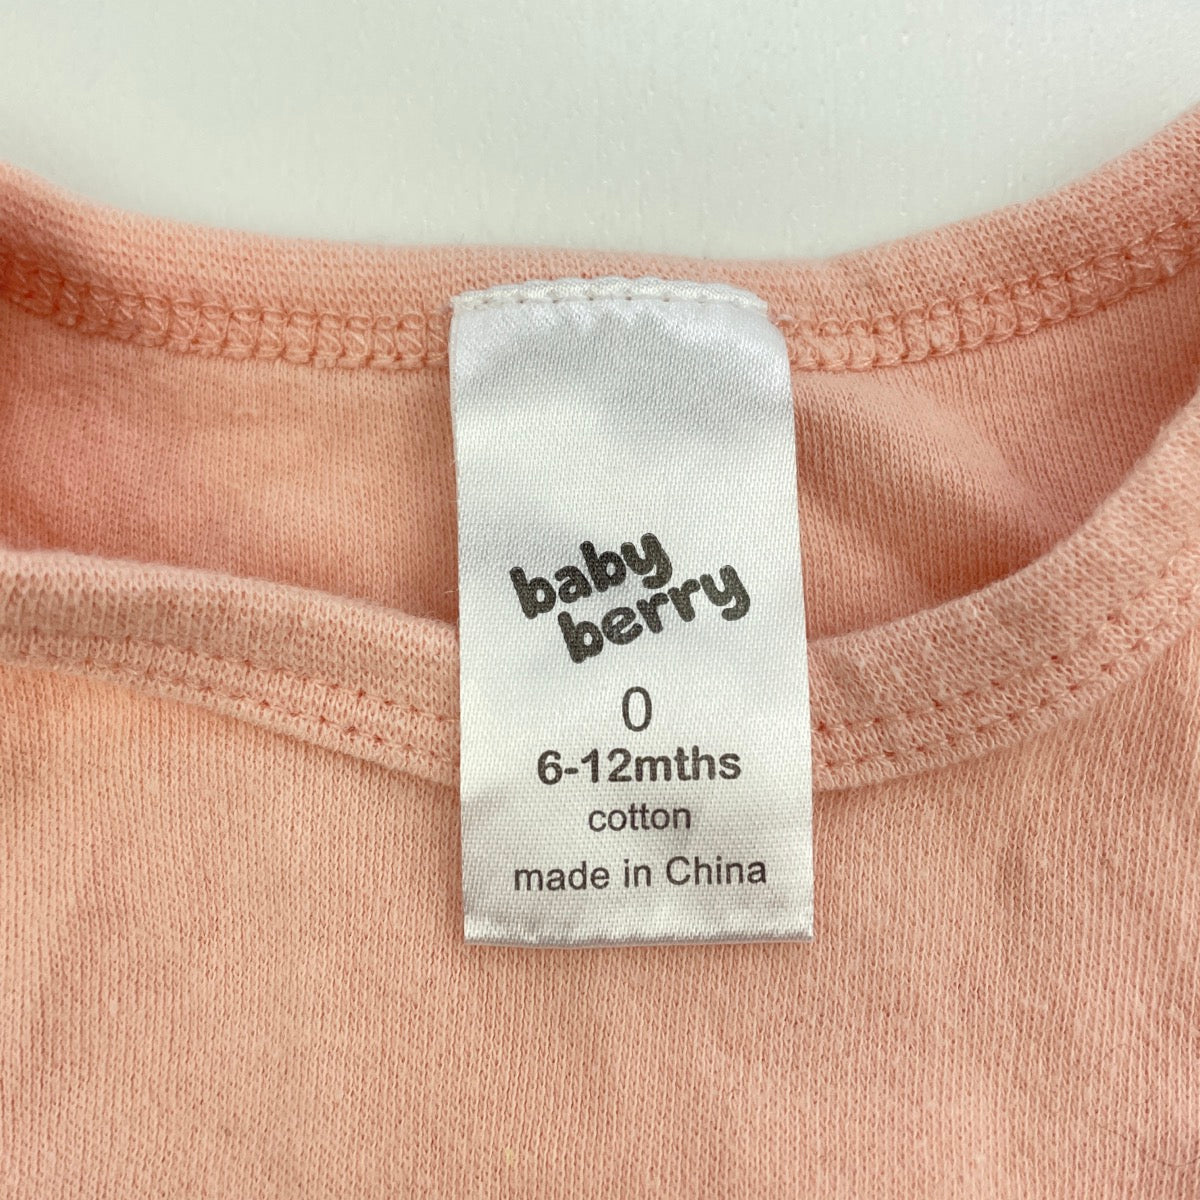 baby
berry
0
6-12mths
cotton
made in China